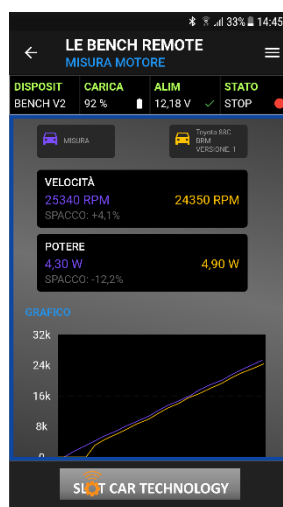 33% 14:45
LE BENCH REMOTE
MISURA MOTORE
DISPOSIT CARICA ALIM STATO
BENCH V2 92 % 12,18 V STOP
MISURA
Toyota 88C
BRM
VERSIONE 1
VELOCITÀ
25340 RPM 24350 RPM
SPACCO: +4,1%
POTERE
4,30 W 4,90 W
SPACCO: -12,2%
GRAFICO
32k
24k
16k
8k
0
SLOT CAR TECHNOLOGY